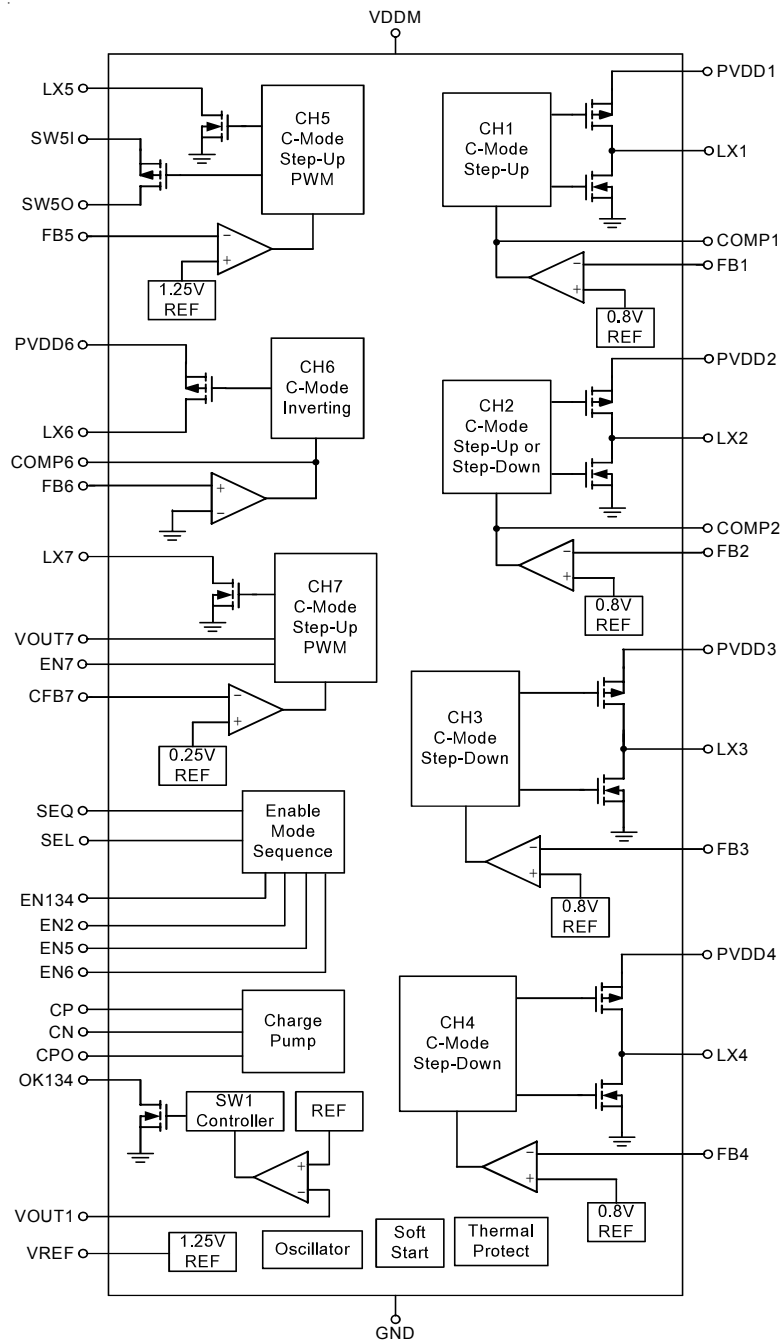 VDDM
LX5
SW5I
SW5O
FB5
CH5
C-Mode
Step-Up
PWM
1.25V
REF
PVDD6
LX6
COMP6
FB6
CH6
C-Mode
Inverting
LX7
VOUT7
EN7
CFB7
CH7
C-Mode
Step-Up
PWM
0.25V
REF
SEQ
SEL
EN134
EN2
EN5
EN6
Enable
Mode
Sequence
CP
CN
CPO
Charge
Pump
OK134
SW1
Controller
REF
VOUT1
VREF
1.25V
REF
Oscillator
Soft
Start
Thermal
Protect
CH1
C-Mode
Step-Up
PVDD1
LX1
COMP1
FB1
0.8V
REF
CH2
C-Mode
Step-Up or
Step-Down
PVDD2
LX2
COMP2
FB2
0.8V
REF
CH3
C-Mode
Step-Down
PVDD3
LX3
FB3
0.8V
REF
CH4
C-Mode
Step-Down
PVDD4
LX4
FB4
0.8V
REF
GND